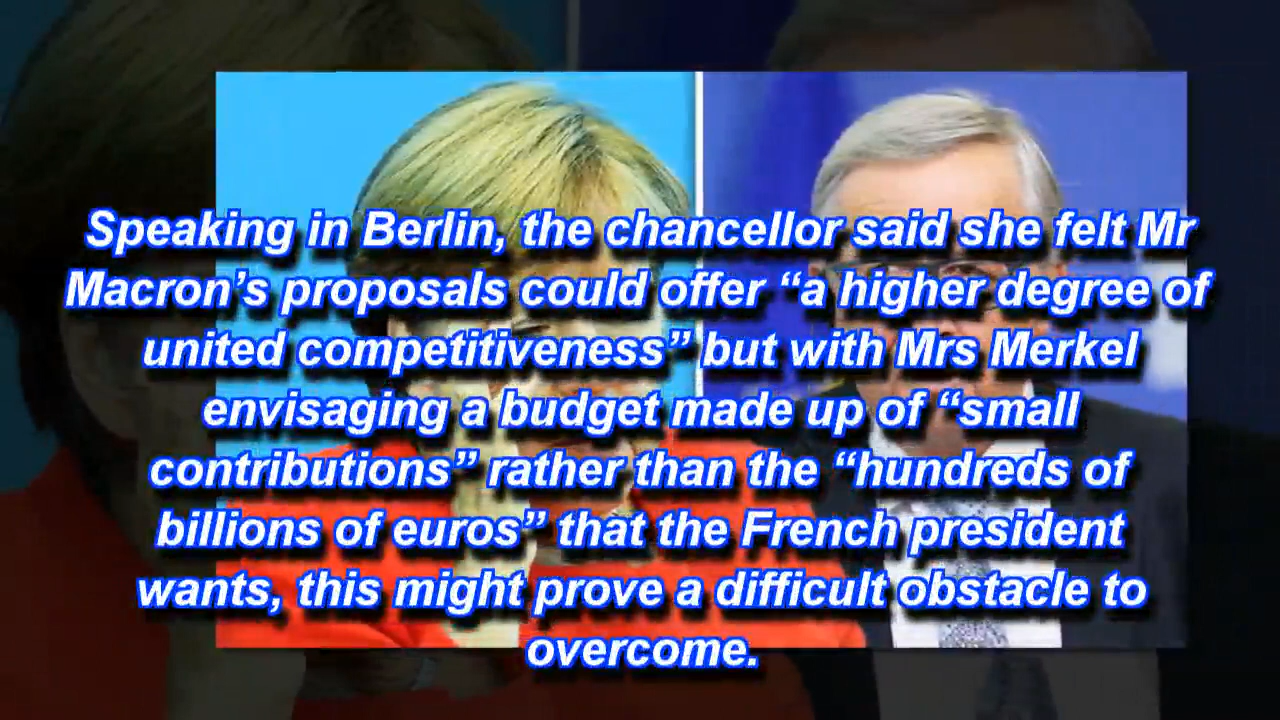 Speaking in Berlin, the chancellor said she felt Mr
Macron’s proposals could offer “a higher degree of
united competitiveness” but with Mrs Merkel
envisaging a budget made up of “small
contributions” rather than the “hundreds of
billions of euros” that the French president
wants, this might prove a difficult obstacle to
overcome.